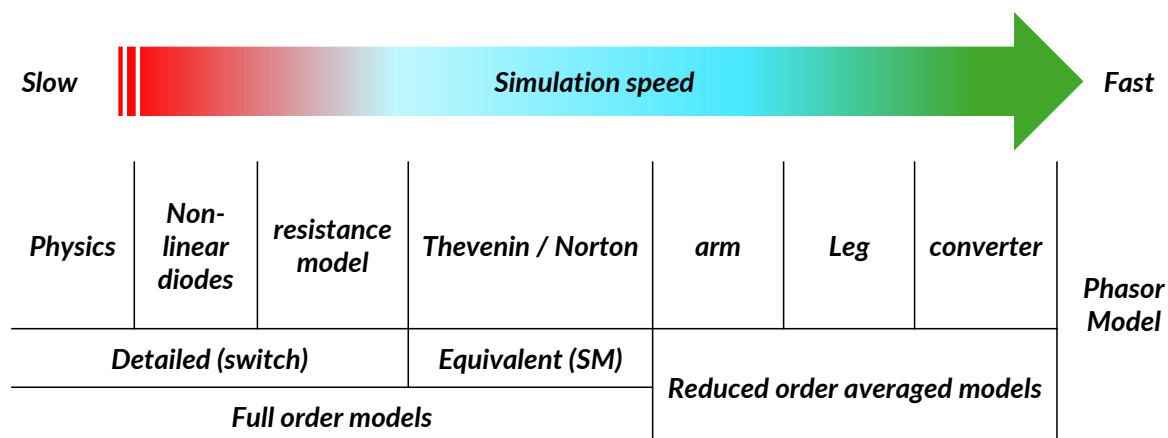 Slow
Simulation speed
Fast
Physics
Non-
linear
diodes
resistance
model
Thevenin / Norton
arm
Leg
converter
Phasor
Model
Detailed (switch)
Equivalent (SM)
Reduced order averaged models
Full order models